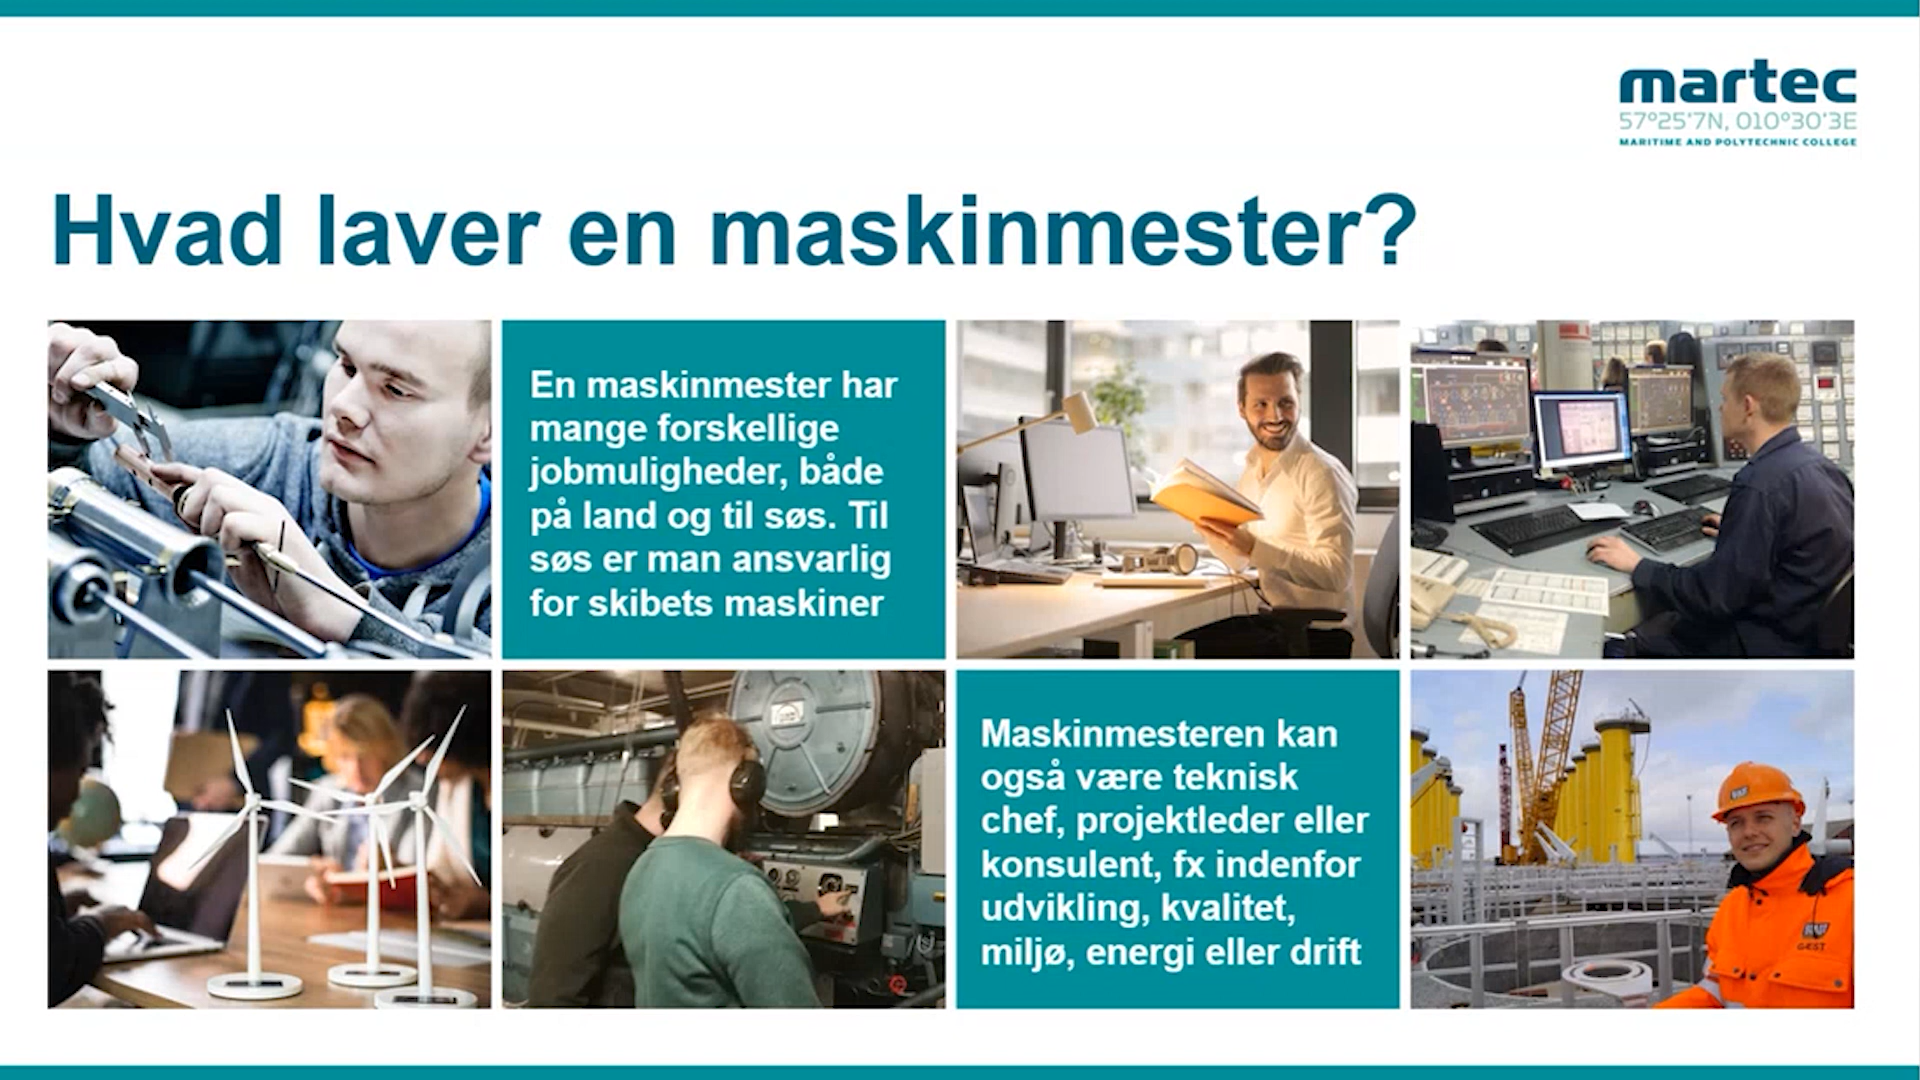 martec
57°25'7N, 010°30'3E
MARITIME AND POLYTECHNIC COLLEGE
Hvad laver en maskinmester?
En maskinmester har
mange forskellige
jobmuligheder, både
på land og til søs. Til
søs er man ansvarlig
for skibets maskiner
Maskinmesteren kan
også være teknisk
chef, projektleder eller
konsulent, fx indenfor
udvikling, kvalitet,
miljø, energi eller drift
GÆST